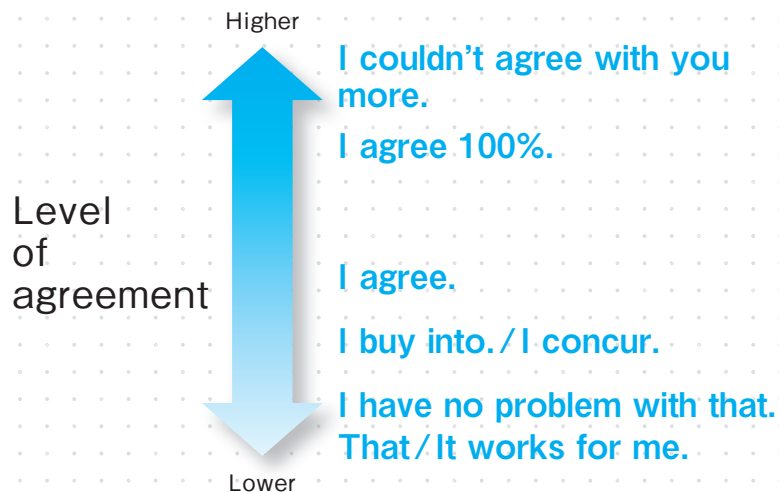 Higher
I couldn't agree with you
more.
I agree 100%.
Level
of
agreement
I agree.
I buy into./I concur.
I have no problem with that.
That/It works for me.
Lower